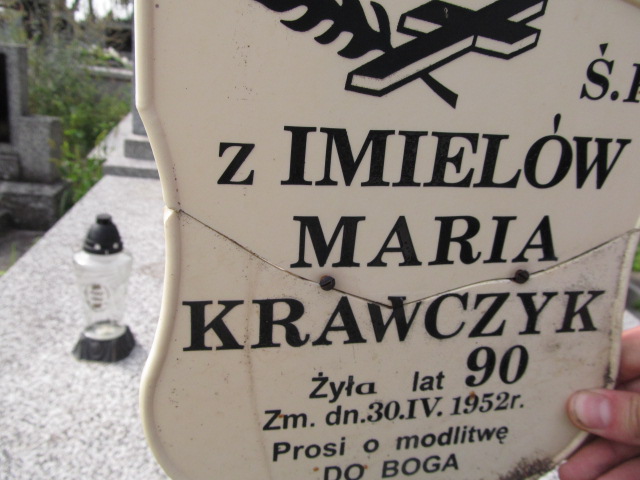 Ś.P
z IMIELÓW
MARIA
KRAWCZYK
Żyła lat 90
Zm. dn. 30.IV. 1952r.
Prosi o modlitwę
DO BOGA